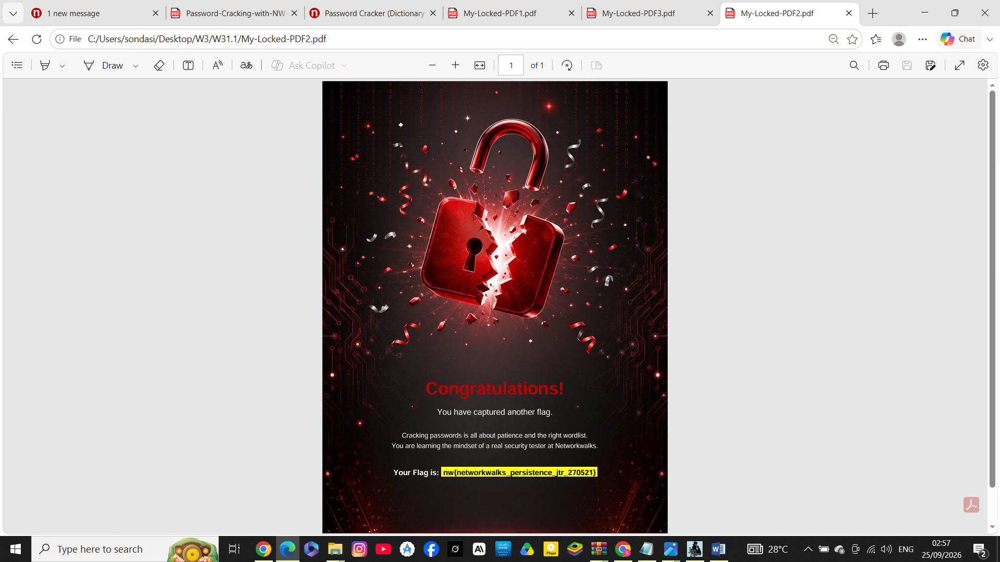 1 new message
Password-Cracking-with-NW-
Password Cracker (Dictionary
My-Locked-PDF1.pdf
My-Locked-PDF3.pdf
My-Locked-PDF2.pdf
File C:/Users/sondasi/Desktop/W3/W31.1/My-Locked-PDF2.pdf
Chat
Draw
Ask Copilot
1 of 1
Congratulations!
You have captured another flag.
Cracking passwords is all about patience and the right wordlist.
You are learning the mindset of a real security tester at Networkwalks.
Your Flag is: nw{networkwalks_persistence_jtr_270521}
Type here to search
28°C
ENG
02:57
25/09/2026
2